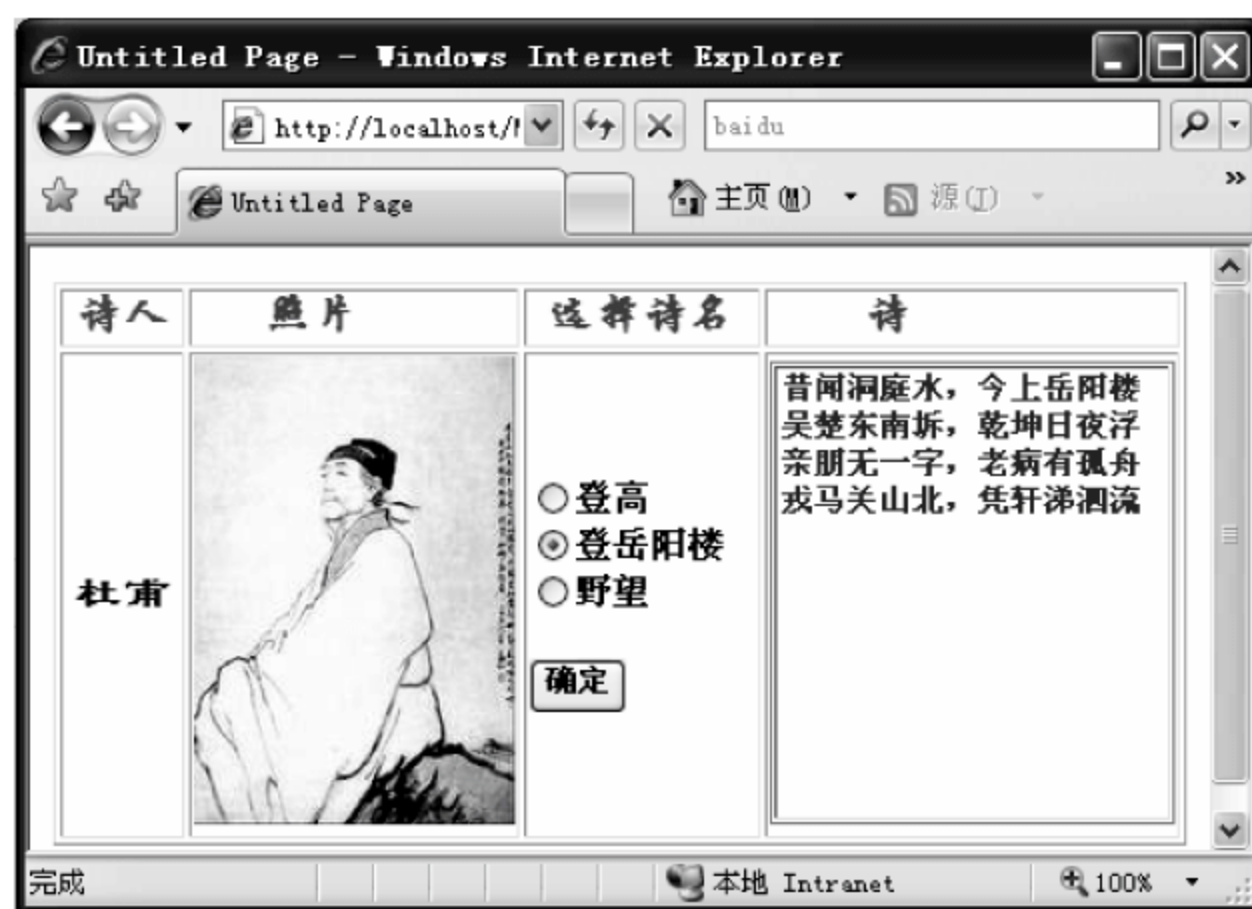 Untitled Page - Windows Internet Explorer
http://localhost/
baidu
Untitled Page
主页(M)
源(T)
诗人
照片
选择诗名
诗
杜甫
登高
登岳阳楼
野望
确定
昔闻洞庭水，今上岳阳楼
吴楚东南坼，乾坤日夜浮
亲朋无一字，老病有孤舟
戎马关山北，凭轩涕泗流
完成
本地 Intranet
100%